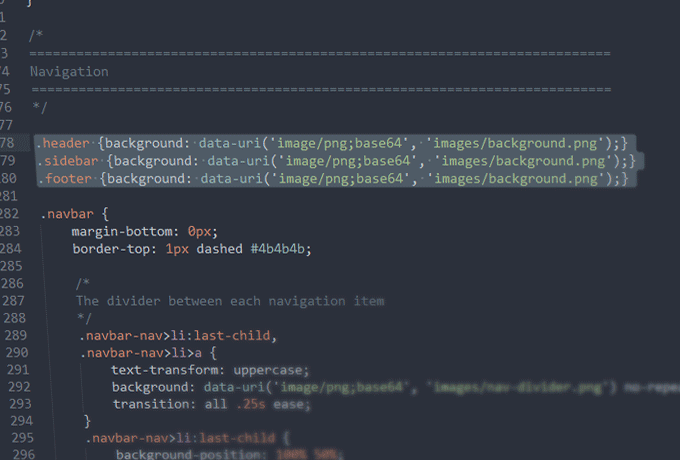 }
1
2 /*
3 ==========================================================================
74 Navigation
75 ==========================================================================
76 */
77
78 .header {background: data-uri('image/png;base64', 'images/background.png');}
79 .sidebar {background: data-uri('image/png;base64', 'images/background.png');}
80 .footer {background: data-uri('image/png;base64', 'images/background.png');}
281
282 .navbar {
283 margin-bottom: 0px;
284 border-top: 1px dashed #4b4b4b;
285
286 /*
287 The divider between each navigation item
288 */
289 .navbar-nav>li:last-child,
290 .navbar-nav>li>a {
291 text-transform: uppercase;
292 background: data-uri('image/png;base64', 'images/nav-divider.png') no-repe
293 transition: all .25s ease;
294 }
295 .navbar-nav>li:last-child {
296 background-position: 100% 50%;